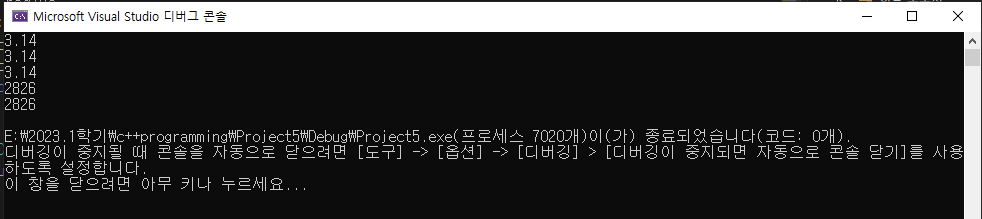 Microsoft Visual Studio 디버그 콘솔
3.14
3.14
3.14
2826
2826
E:₩2023.1학기₩c++programming₩Project5₩Debug₩Project5.exe(프로세스 7020개)이(가) 종료되었습니다(코드: 0개).
디버깅이 중지될 때 콘솔을 자동으로 닫으려면 [도구] -> [옵션] -> [디버깅] > [디버깅이 중지되면 자동으로 콘솔 닫기]를 사용
하도록 설정합니다.
이 창을 닫으려면 아무 키나 누르세요...